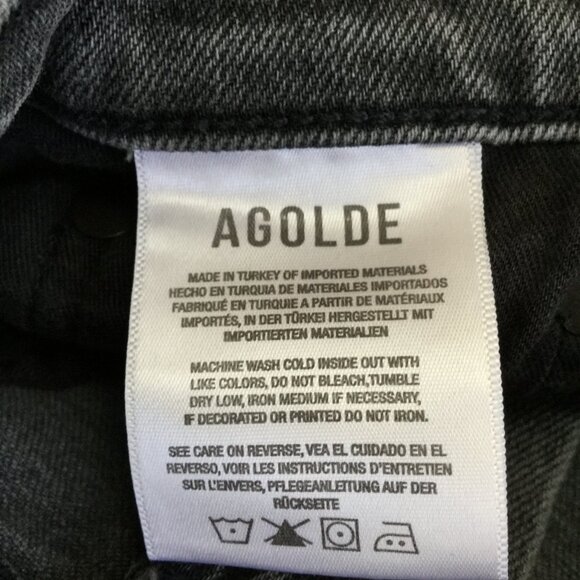 AGOLDE
MADE IN TURKEY OF IMPORTED MATERIALS
HECHO EN TURQUIA DE MATERIALES IMPORTADOS
FABRIQUÉ EN TURQUIE A PARTIR DE MATÉRIAUX
IMPORTÉS, IN DER TÜRKEI HERGESTELLT MIT
IMPORTIERTEN MATERIALIEN
MACHINE WASH COLD INSIDE OUT WITH
LIKE COLORS, DO NOT BLEACH,TUMBLE
DRY LOW, IRON MEDIUM IF NECESSARY,
IF DECORATED OR PRINTED DO NOT IRON.
SEE CARE ON REVERSE, VEA EL CUIDADO EN EL
REVERSO, VOIR LES INSTRUCTIONS D'ENTRETIEN
SUR L'ENVERS, PFLEGEANLEITUNG AUF DER
RÜCKSEITE